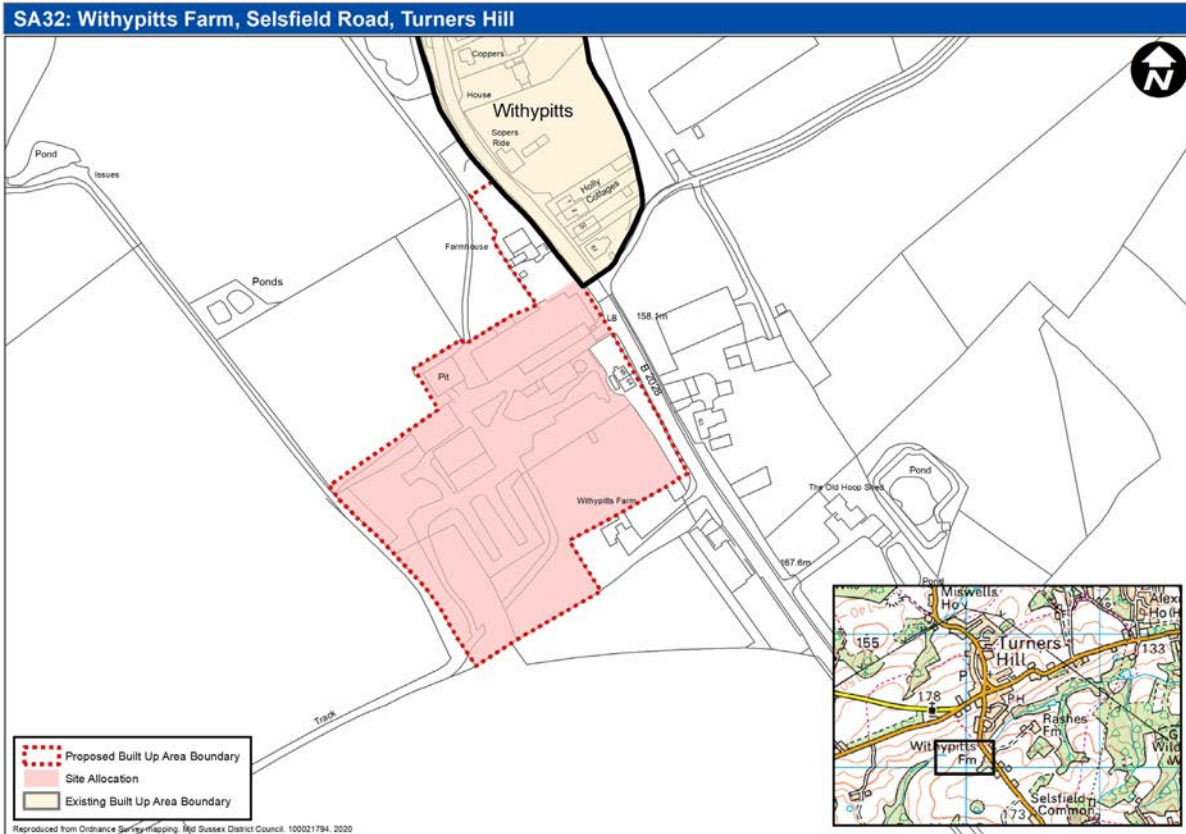 SA32: Withypitts Farm, Selsfield Road, Turners Hill
N
Coppers
House
Withypitts
Sopers
Ride
Holly
Cottages
Pond
Issues
Farmhouse
Ponds
LB
158.1m
B 2028
Pit
Withypitts Farm
The Old Hoop Shed
Pond
167.6m
Pond
Track
Proposed Built Up Area Boundary
Site Allocation
Existing Built Up Area Boundary
Reproduced from Ordnance Survey mapping. Mid Sussex District Council. 100021794. 2020
Miswells
Ho
Turners
Hill
155
133
P
PH
178
Rashes
Fm
Withypitts
Fm
Selsfield
Common
173